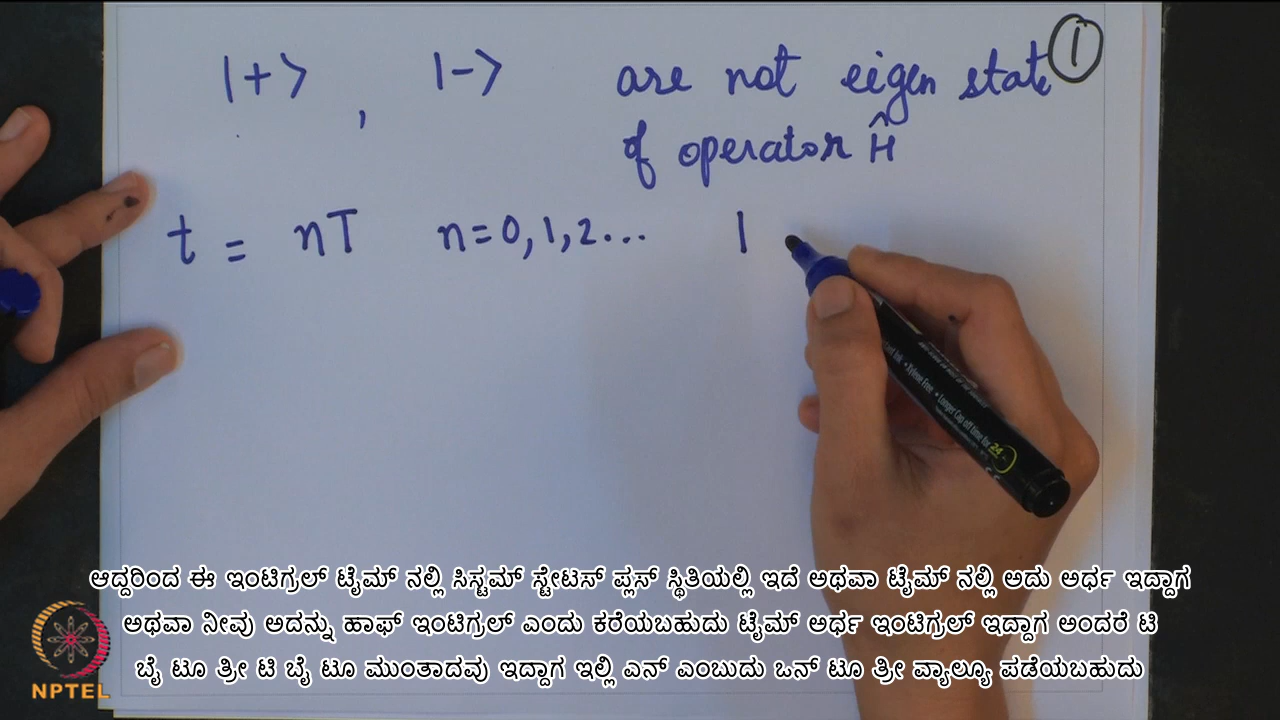 |+> , |-> are not eigen state ①
of operator Ĥ
t = nT n=0,1,2... |
24
ಆದ್ದರಿಂದ ಈ ಇಂಟಿಗ್ರಲ್ ಟೈಮ್ ನಲ್ಲಿ ಸಿಸ್ಟಮ್ ಸ್ಟೇಟಸ್ ಪ್ಲಸ್ ಸ್ಥಿತಿಯಲ್ಲಿ ಇದೆ ಅಥವಾ ಟೈಮ್ ನಲ್ಲಿ ಅದು ಅರ್ಧ ಇದ್ದಾಗ
ಅಥವಾ ನೀವು ಅದನ್ನು ಹಾಫ್ ಇಂಟಿಗ್ರಲ್ ಎಂದು ಕರೆಯಬಹುದು ಟೈಮ್ ಅರ್ಧ ಇಂಟಿಗ್ರಲ್ ಇದ್ದಾಗ ಅಂದರೆ ಟಿ
ಬೈ ಟೂ ತ್ರೀ ಟಿ ಬೈ ಟೂ ಮುಂತಾದವು ಇದ್ದಾಗ ಇಲ್ಲಿ ಎನ್ ಎಂಬುದು ಒನ್ ಟೂ ತ್ರೀ ವ್ಯಾಲ್ಯೂ ಪಡೆಯಬಹುದು
NPTEL